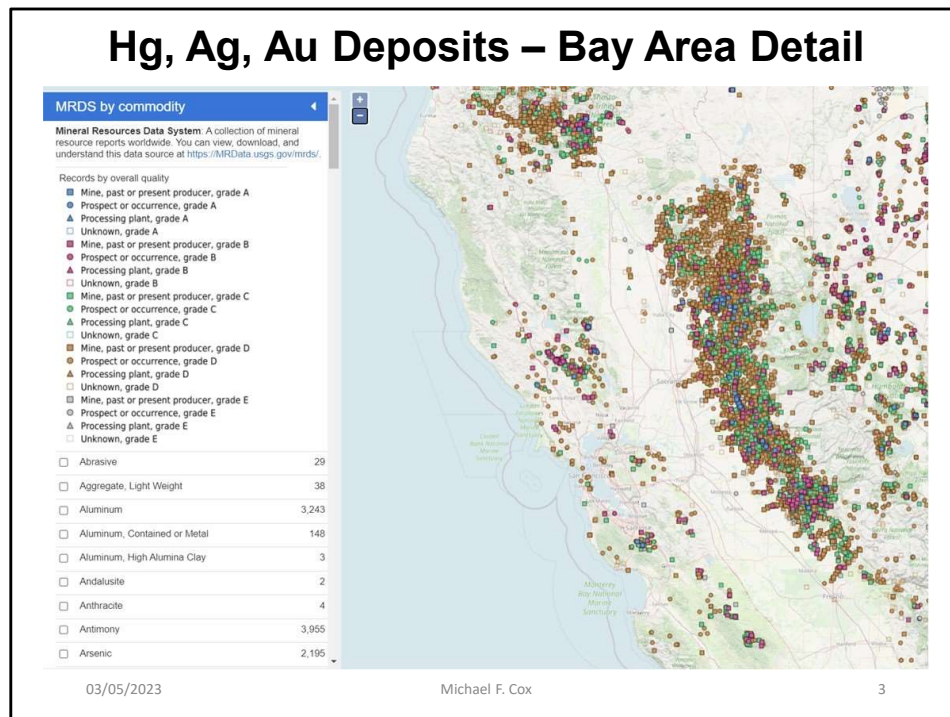 Hg, Ag, Au Deposits – Bay Area Detail
MRDS by commodity
Mineral Resources Data System. A collection of mineral
resource reports worldwide. You can view, download, and
understand this data source at https://MRData.usgs.gov/mrds/.
Records by overall quality
Mine, past or present producer, grade A
Prospect or occurrence, grade A
Processing plant, grade A
Unknown, grade A
Mine, past or present producer, grade B
Prospect or occurrence, grade B
Processing plant, grade B
Unknown, grade B
Mine, past or present producer, grade C
Prospect or occurrence, grade C
Processing plant, grade C
Unknown, grade C
Mine, past or present producer, grade D
Prospect or occurrence, grade D
Processing plant, grade D
Unknown, grade D
Mine, past or present producer, grade E
Prospect or occurrence, grade E
Processing plant, grade E
Unknown, grade E
Abrasive 29
Aggregate, Light Weight 38
Aluminum 3,243
Aluminum, Contained or Metal 148
Aluminum, High Alumina Clay 3
Andalusite 2
Anthracite 4
Antimony 3,955
Arsenic 2,195
+
−
Monterey
Bay National
Marine
Sanctuary
03/05/2023 Michael F. Cox 3